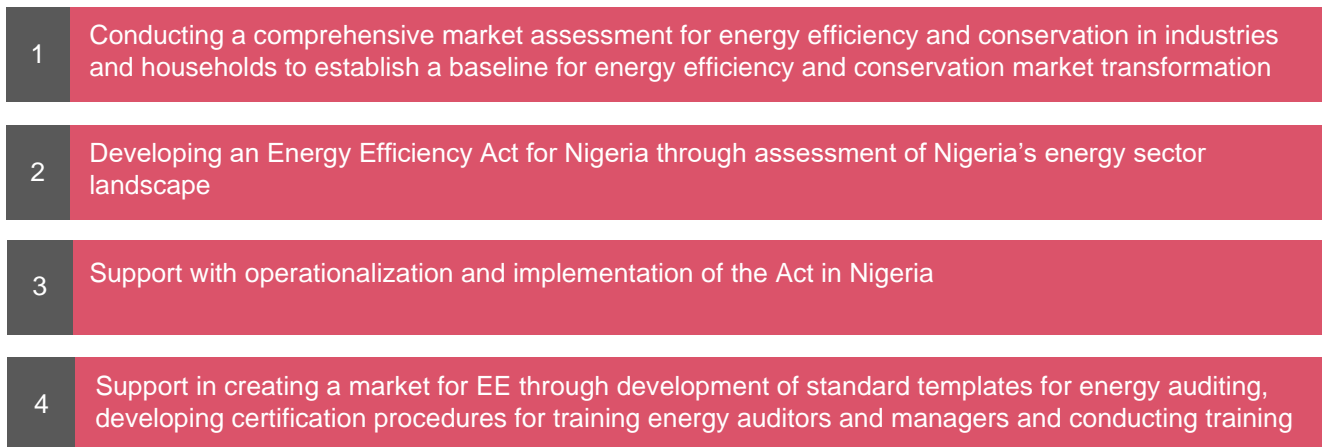 1
Conducting a comprehensive market assessment for energy efficiency and conservation in industries
and households to establish a baseline for energy efficiency and conservation market transformation
2
Developing an Energy Efficiency Act for Nigeria through assessment of Nigeria’s energy sector
landscape
3
Support with operationalization and implementation of the Act in Nigeria
4
Support in creating a market for EE through development of standard templates for energy auditing,
developing certification procedures for training energy auditors and managers and conducting training